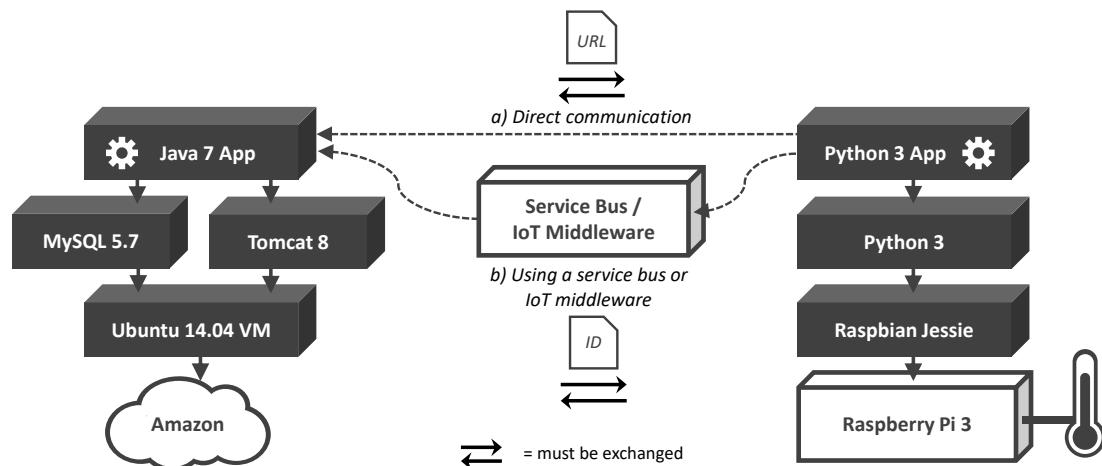 URL
a) Direct communication
Java 7 App
Python 3 App
Service Bus /
IoT Middleware
MySQL 5.7
Tomcat 8
Python 3
b) Using a service bus or
IoT middleware
Ubuntu 14.04 VM
Raspbian Jessie
ID
Amazon
Raspberry Pi 3
= must be exchanged